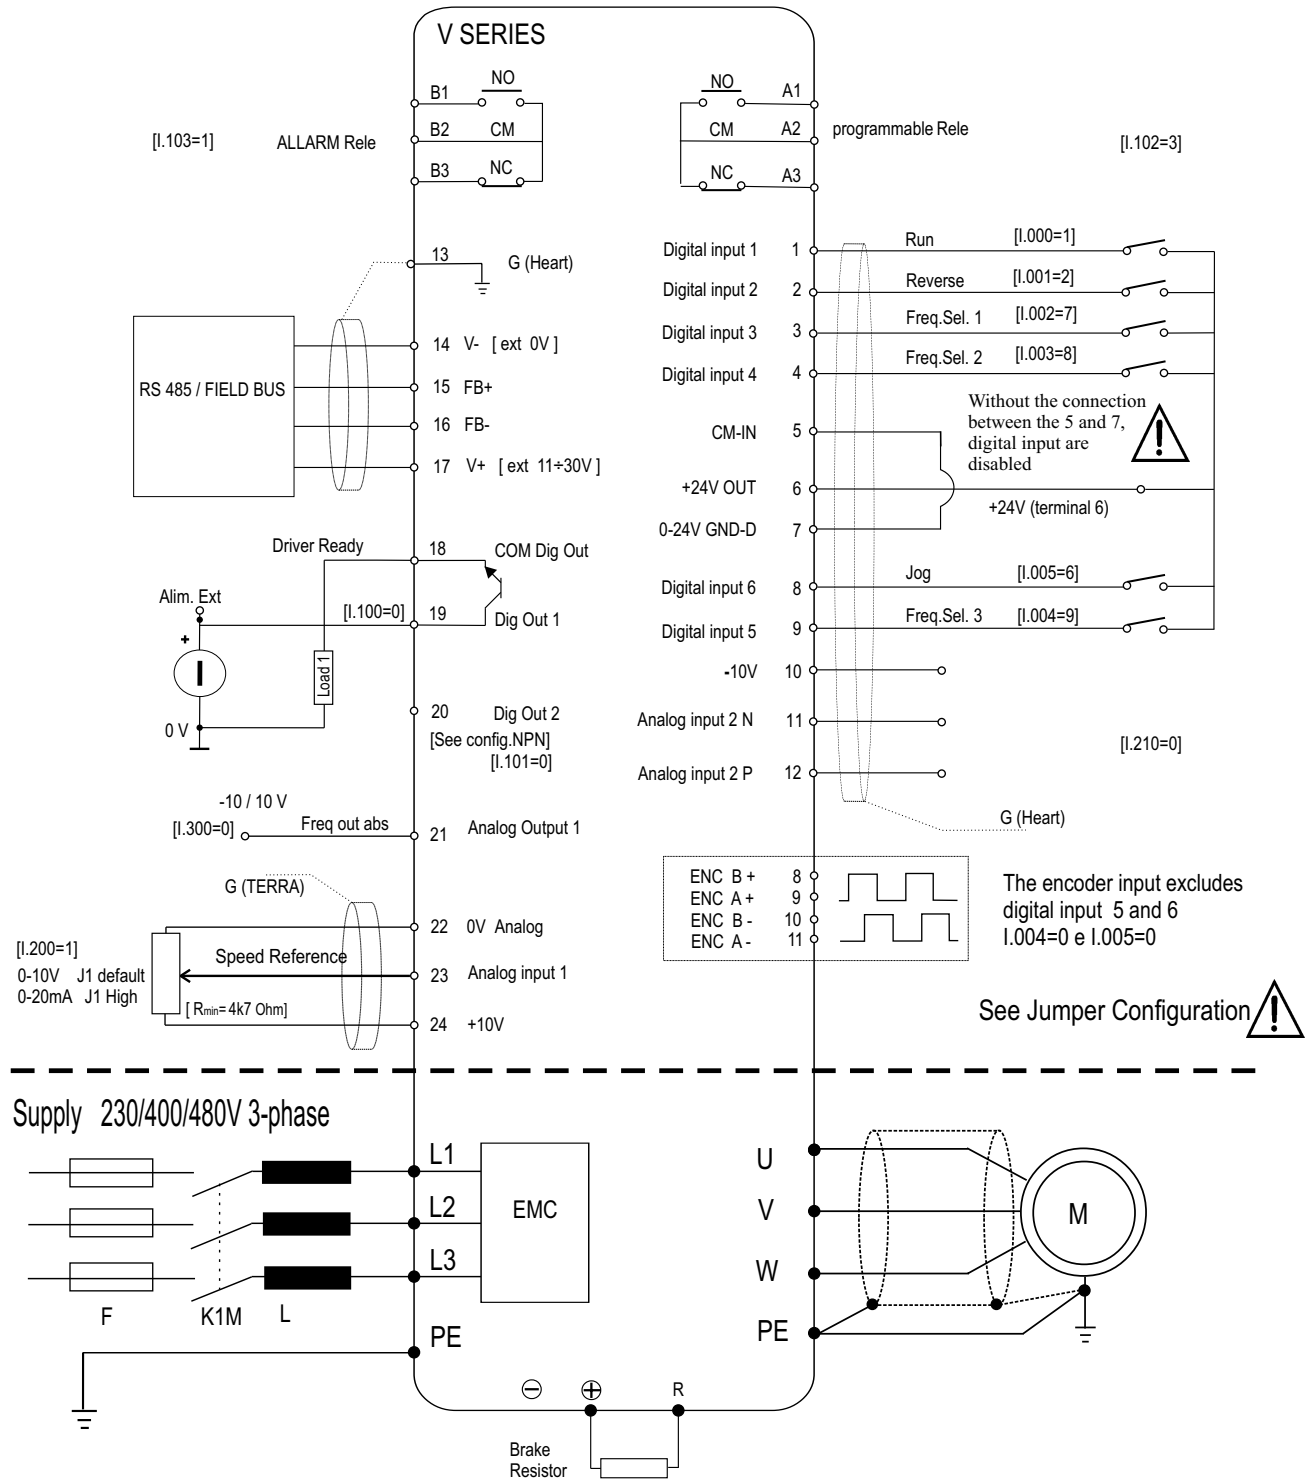 V SERIES
B1 NO
B2 CM
B3 NC
[I.103=1] ALLARM Rele
NO A1
CM A2
NC A3
programmable Rele [I.102=3]
13 G (Heart)
RS 485 / FIELD BUS
14 V- [ ext 0V ]
15 FB+
16 FB-
17 V+ [ ext 11÷30V ]
Driver Ready 18 COM Dig Out
Alim. Ext
[I.100=0] 19 Dig Out 1
+
Load 1
0 V
20 Dig Out 2
[See config.NPN]
[I.101=0]
-10 / 10 V
[I.300=0] Freq out abs 21 Analog Output 1
G (TERRA)
22 0V Analog
[I.200=1]
0-10V J1 default
0-20mA J1 High
Speed Reference 23 Analog input 1
[ Rmin= 4k7 Ohm]
24 +10V
Digital input 1 1 Run [I.000=1]
Digital input 2 2 Reverse [I.001=2]
Digital input 3 3 Freq.Sel. 1 [I.002=7]
Digital input 4 4 Freq.Sel. 2 [I.003=8]
Without the connection
between the 5 and 7,
digital input are
disabled
!
CM-IN 5
+24V OUT 6
+24V (terminal 6)
0-24V GND-D 7
Digital input 6 8 Jog [I.005=6]
Digital input 5 9 Freq.Sel. 3 [I.004=9]
-10V 10
Analog input 2 N 11
[I.210=0]
Analog input 2 P 12
G (Heart)
ENC B + 8
ENC A + 9
ENC B - 10
ENC A - 11
The encoder input excludes
digital input 5 and 6
I.004=0 e I.005=0
See Jumper Configuration !
Supply 230/400/480V 3-phase
L1
L2
L3
EMC
F K1M L
PE
U
V
W
PE
M
⊖ ⊕ R
Brake
Resistor